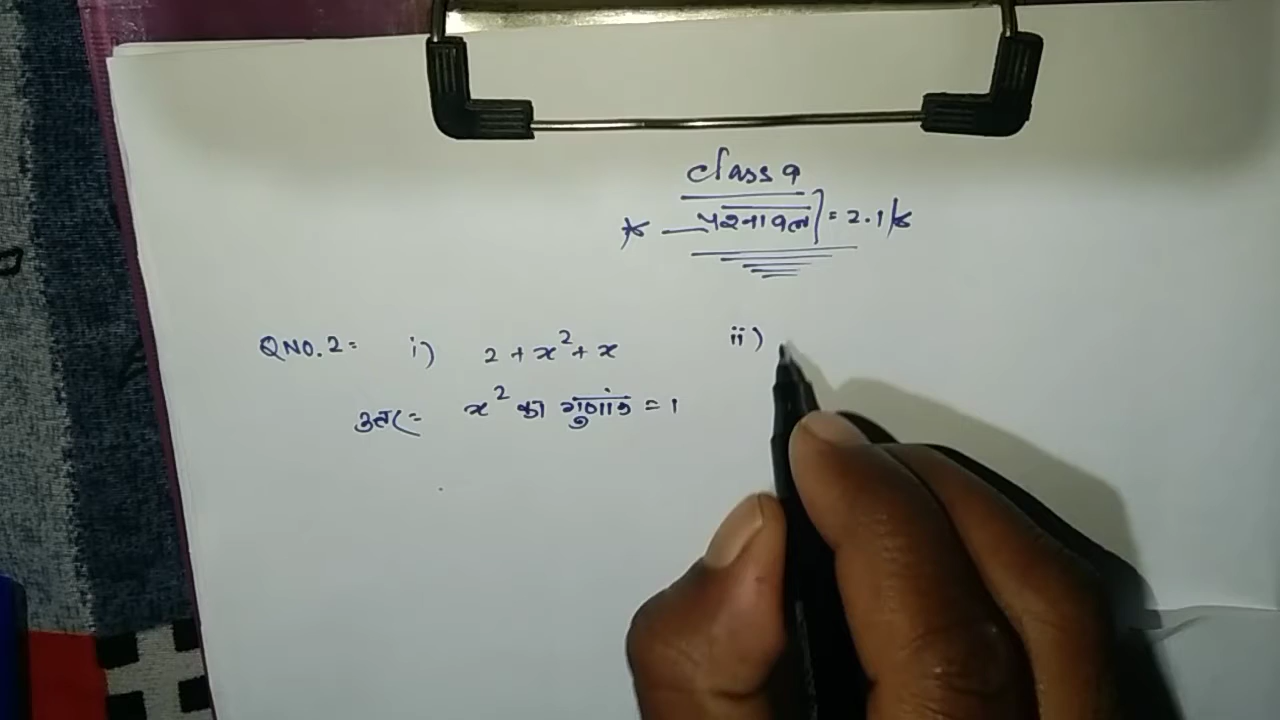 Class 9
* प्रश्नावली = 2.1 *
QNO. 2 = i) 2 + x² + x ii)
उत्तर = x² का गुणांक = 1